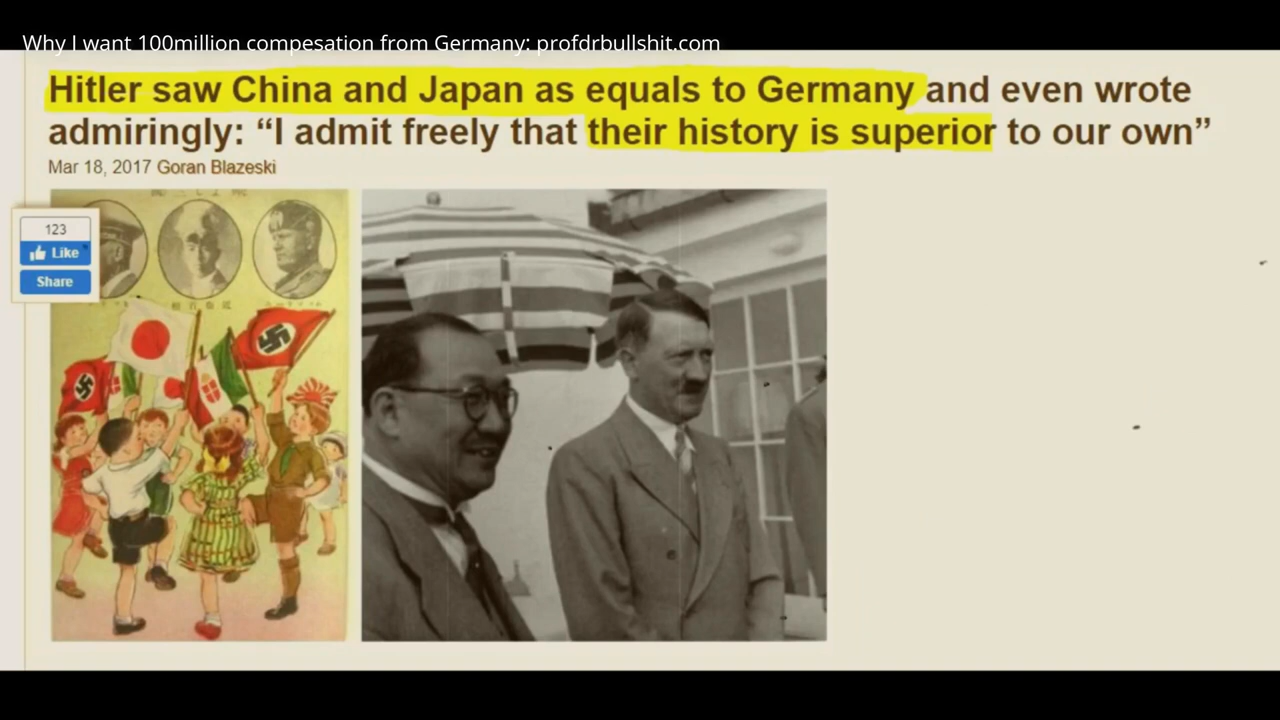 Why I want 100million compesation from Germany: profdrbullshit.com
Hitler saw China and Japan as equals to Germany and even wrote
admiringly: “I admit freely that their history is superior to our own”
Mar 18, 2017 Goran Blazeski
123
Like
Share